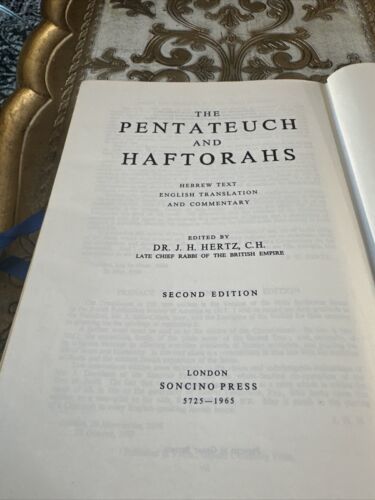 THE
PENTATEUCH
AND
HAFTORAHS
HEBREW TEXT
ENGLISH TRANSLATION
AND COMMENTARY
EDITED BY
DR. J. H. HERTZ, C.H.
LATE CHIEF RABBI OF THE BRITISH EMPIRE
SECOND EDITION
LONDON
SONCINO PRESS
5725—1965